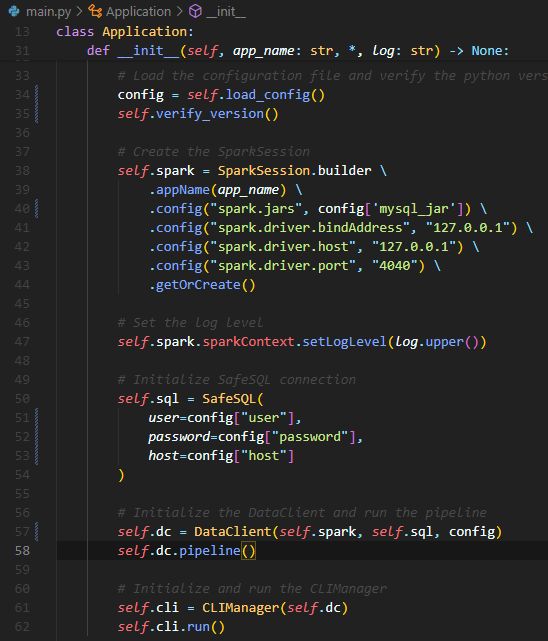 main.py > Application > __init__
13 class Application:
31     def __init__(self, app_name: str, *, log: str) -> None:
33         # Load the configuration file and verify the python vers
34         config = self.load_config()
35         self.verify_version()
36
37         # Create the SparkSession
38         self.spark = SparkSession.builder \
39             .appName(app_name) \
40             .config("spark.jars", config['mysql_jar']) \
41             .config("spark.driver.bindAddress", "127.0.0.1") \
42             .config("spark.driver.host", "127.0.0.1") \
43             .config("spark.driver.port", "4040") \
44             .getOrCreate()
45
46         # Set the log level
47         self.spark.sparkContext.setLogLevel(log.upper())
48
49         # Initialize SafeSQL connection
50         self.sql = SafeSQL(
51             user=config["user"],
52             password=config["password"],
53             host=config["host"]
54         )
55
56         # Initialize the DataClient and run the pipeline
57         self.dc = DataClient(self.spark, self.sql, config)
58         self.dc.pipeline()
59
60         # Initialize and run the CLIManager
61         self.cli = CLIManager(self.dc)
62         self.cli.run()